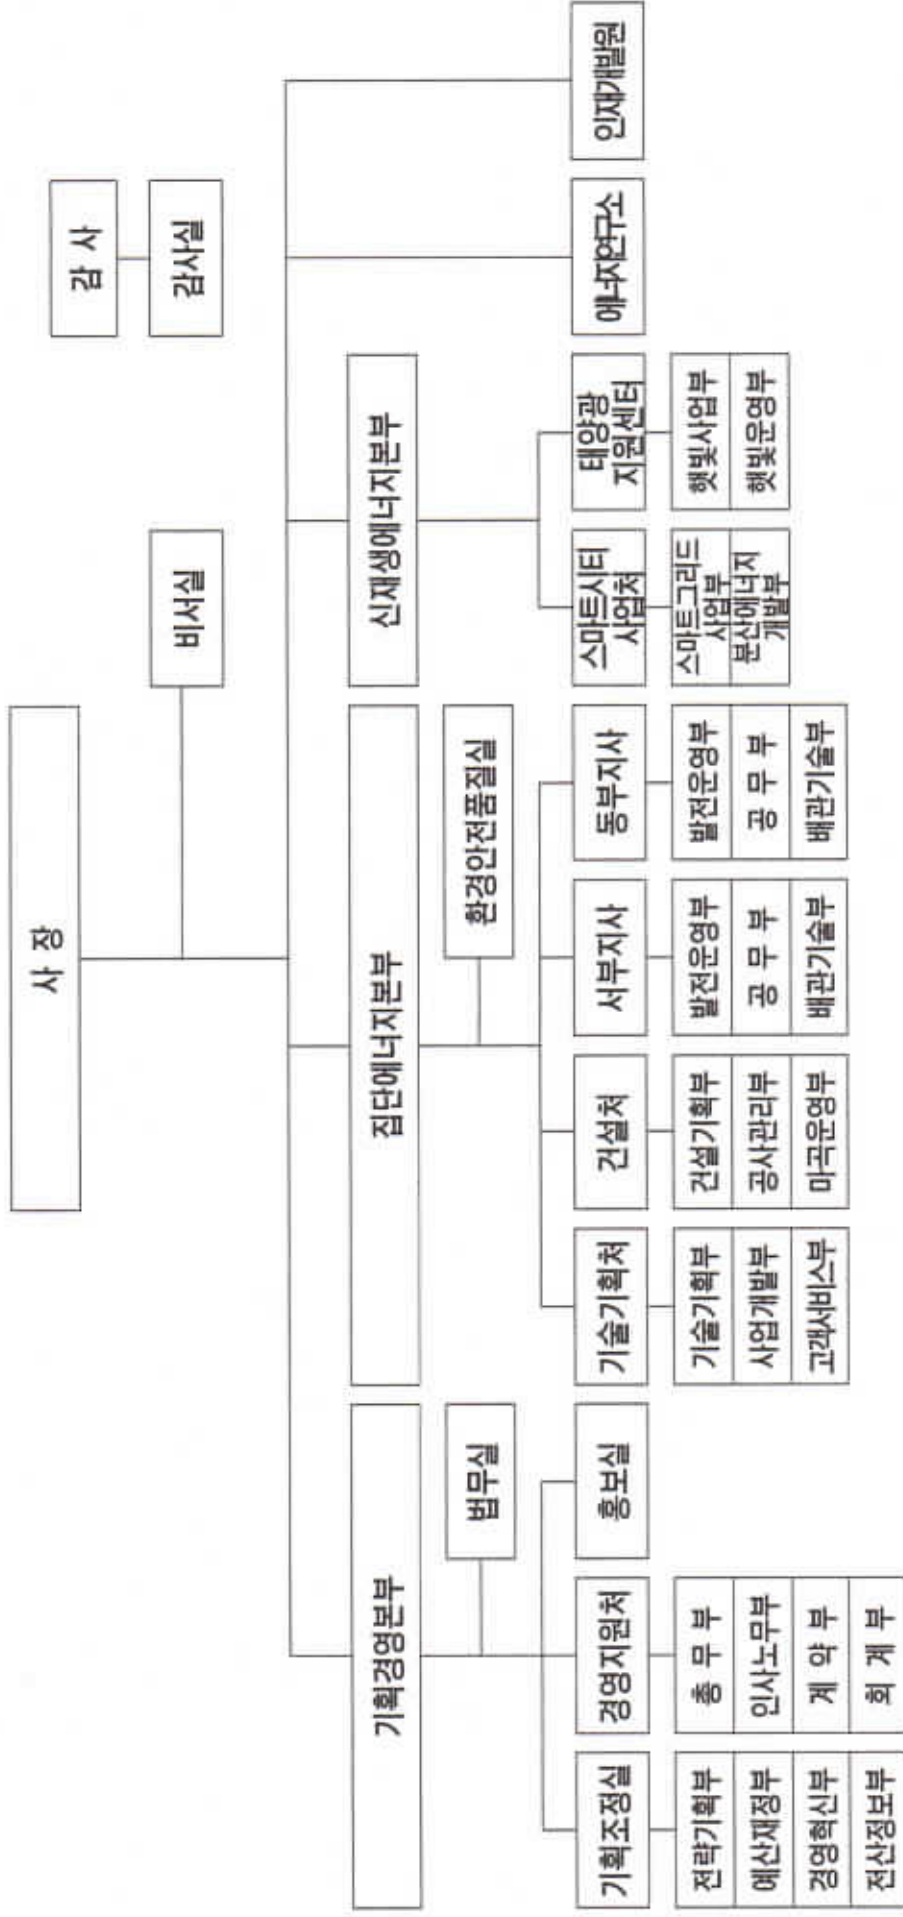 사 장
감 사
감사실
비서실
기획경영본부
집단에너지본부
신재생에너지본부
법무실
환경안전품질실
기획조정실
경영지원처
홍보실
기술기획처
건설처
서부지사
동부지사
스마트시티
사업처
태양광
지원센터
에너지연구소
인재개발원
전략기획부
예산재정부
경영혁신부
전산정보부
총 무 부
인사노무부
계 약 부
회 계 부
기술기획부
사업개발부
고객서비스부
건설기획부
공사관리부
마곡운영부
발전운영부
공 무 부
배관기술부
발전운영부
공 무 부
배관기술부
스마트그리드
사업부
분산에너지
개발부
햇빛사업부
햇빛운영부